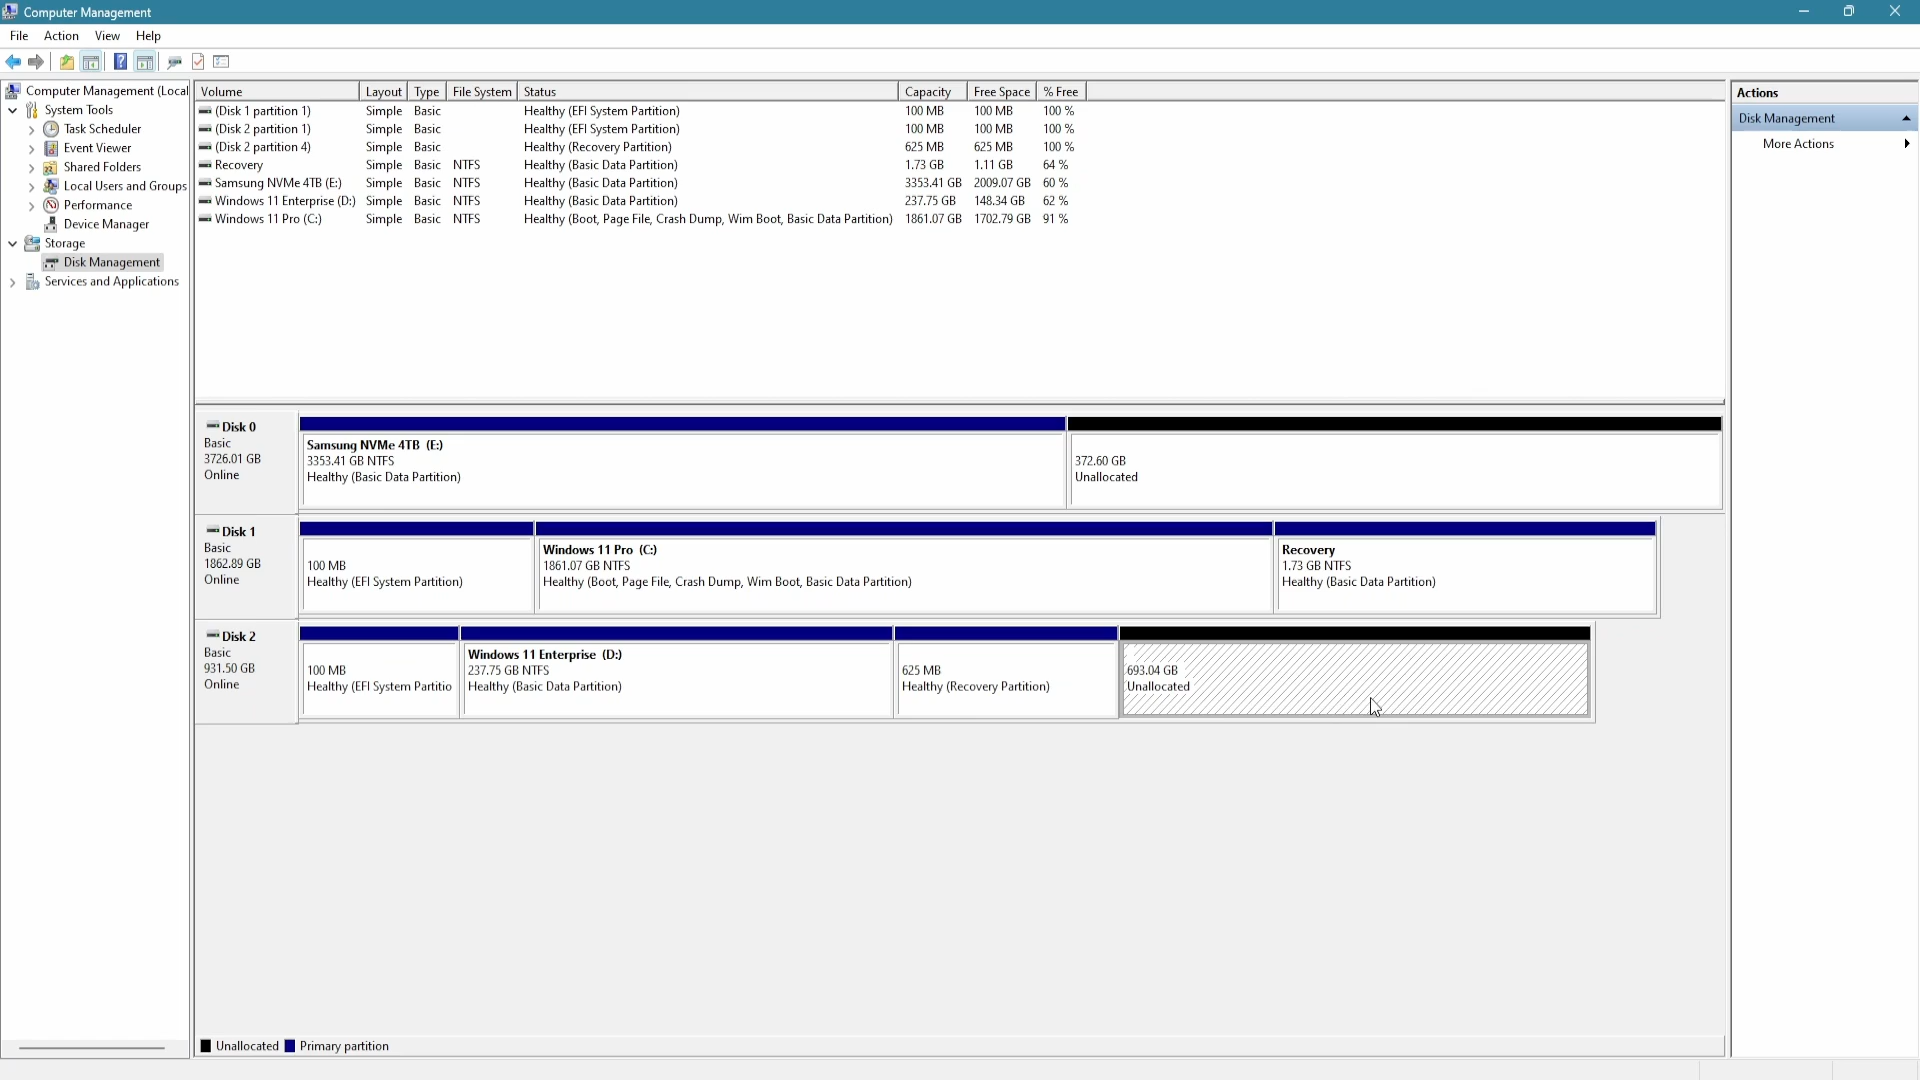 Computer Management
File Action View Help
Computer Management (Local
System Tools
Task Scheduler
Event Viewer
Shared Folders
Local Users and Groups
Performance
Device Manager
Storage
Disk Management
Services and Applications
Volume Layout Type File System Status Capacity Free Space % Free
(Disk 1 partition 1) Simple Basic Healthy (EFI System Partition) 100 MB 100 MB 100 %
(Disk 2 partition 1) Simple Basic Healthy (EFI System Partition) 100 MB 100 MB 100 %
(Disk 2 partition 4) Simple Basic Healthy (Recovery Partition) 625 MB 625 MB 100 %
Recovery Simple Basic NTFS Healthy (Basic Data Partition) 1.73 GB 1.11 GB 64 %
Samsung NVMe 4TB (E:) Simple Basic NTFS Healthy (Basic Data Partition) 3353.41 GB 2009.07 GB 60 %
Windows 11 Enterprise (D:) Simple Basic NTFS Healthy (Basic Data Partition) 237.75 GB 148.34 GB 62 %
Windows 11 Pro (C:) Simple Basic NTFS Healthy (Boot, Page File, Crash Dump, Wim Boot, Basic Data Partition) 1861.07 GB 1702.79 GB 91 %
Disk 0
Basic
3726.01 GB
Online
Samsung NVMe 4TB (E:)
3353.41 GB NTFS
Healthy (Basic Data Partition)
372.60 GB
Unallocated
Disk 1
Basic
1862.89 GB
Online
100 MB
Healthy (EFI System Partition)
Windows 11 Pro (C:)
1861.07 GB NTFS
Healthy (Boot, Page File, Crash Dump, Wim Boot, Basic Data Partition)
Recovery
1.73 GB NTFS
Healthy (Basic Data Partition)
Disk 2
Basic
931.50 GB
Online
100 MB
Healthy (EFI System Partitio
Windows 11 Enterprise (D:)
237.75 GB NTFS
Healthy (Basic Data Partition)
625 MB
Healthy (Recovery Partition)
693.04 GB
Unallocated
Unallocated Primary partition
Actions
Disk Management
More Actions